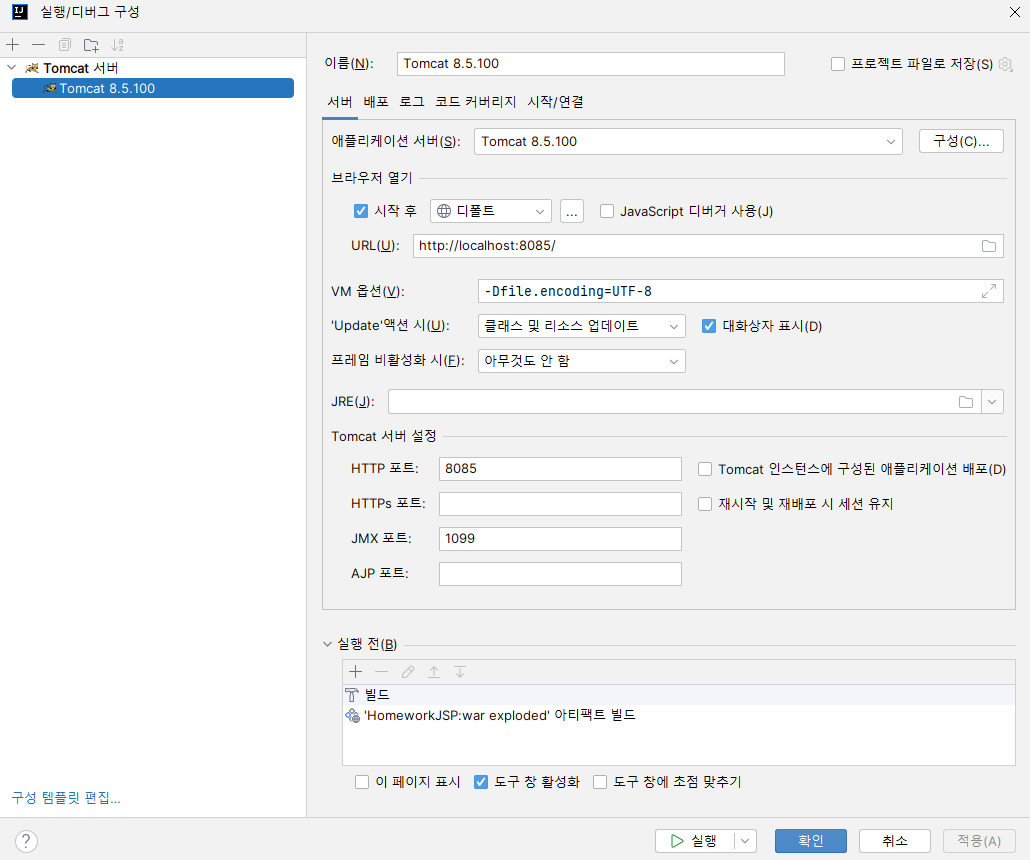 실행/디버그 구성
Tomcat 서버
Tomcat 8.5.100
이름(N): Tomcat 8.5.100 프로젝트 파일로 저장(S)
서버 배포 로그 코드 커버리지 시작/연결
애플리케이션 서버(S): Tomcat 8.5.100 구성(C)...
브라우저 열기
시작 후 디폴트 ... JavaScript 디버거 사용(J)
URL(U): http://localhost:8085/
VM 옵션(V): -Dfile.encoding=UTF-8
'Update'액션 시(U): 클래스 및 리소스 업데이트 대화상자 표시(D)
프레임 비활성화 시(F): 아무것도 안 함
JRE(J):
Tomcat 서버 설정
HTTP 포트: 8085 Tomcat 인스턴스에 구성된 애플리케이션 배포(D)
HTTPs 포트: 재시작 및 재배포 시 세션 유지
JMX 포트: 1099
AJP 포트:
실행 전(B)
빌드
'HomeworkJSP:war exploded' 아티팩트 빌드
이 페이지 표시 도구 창 활성화 도구 창에 초점 맞추기
구성 템플릿 편집...
? 실행 확인 취소 적용(A)